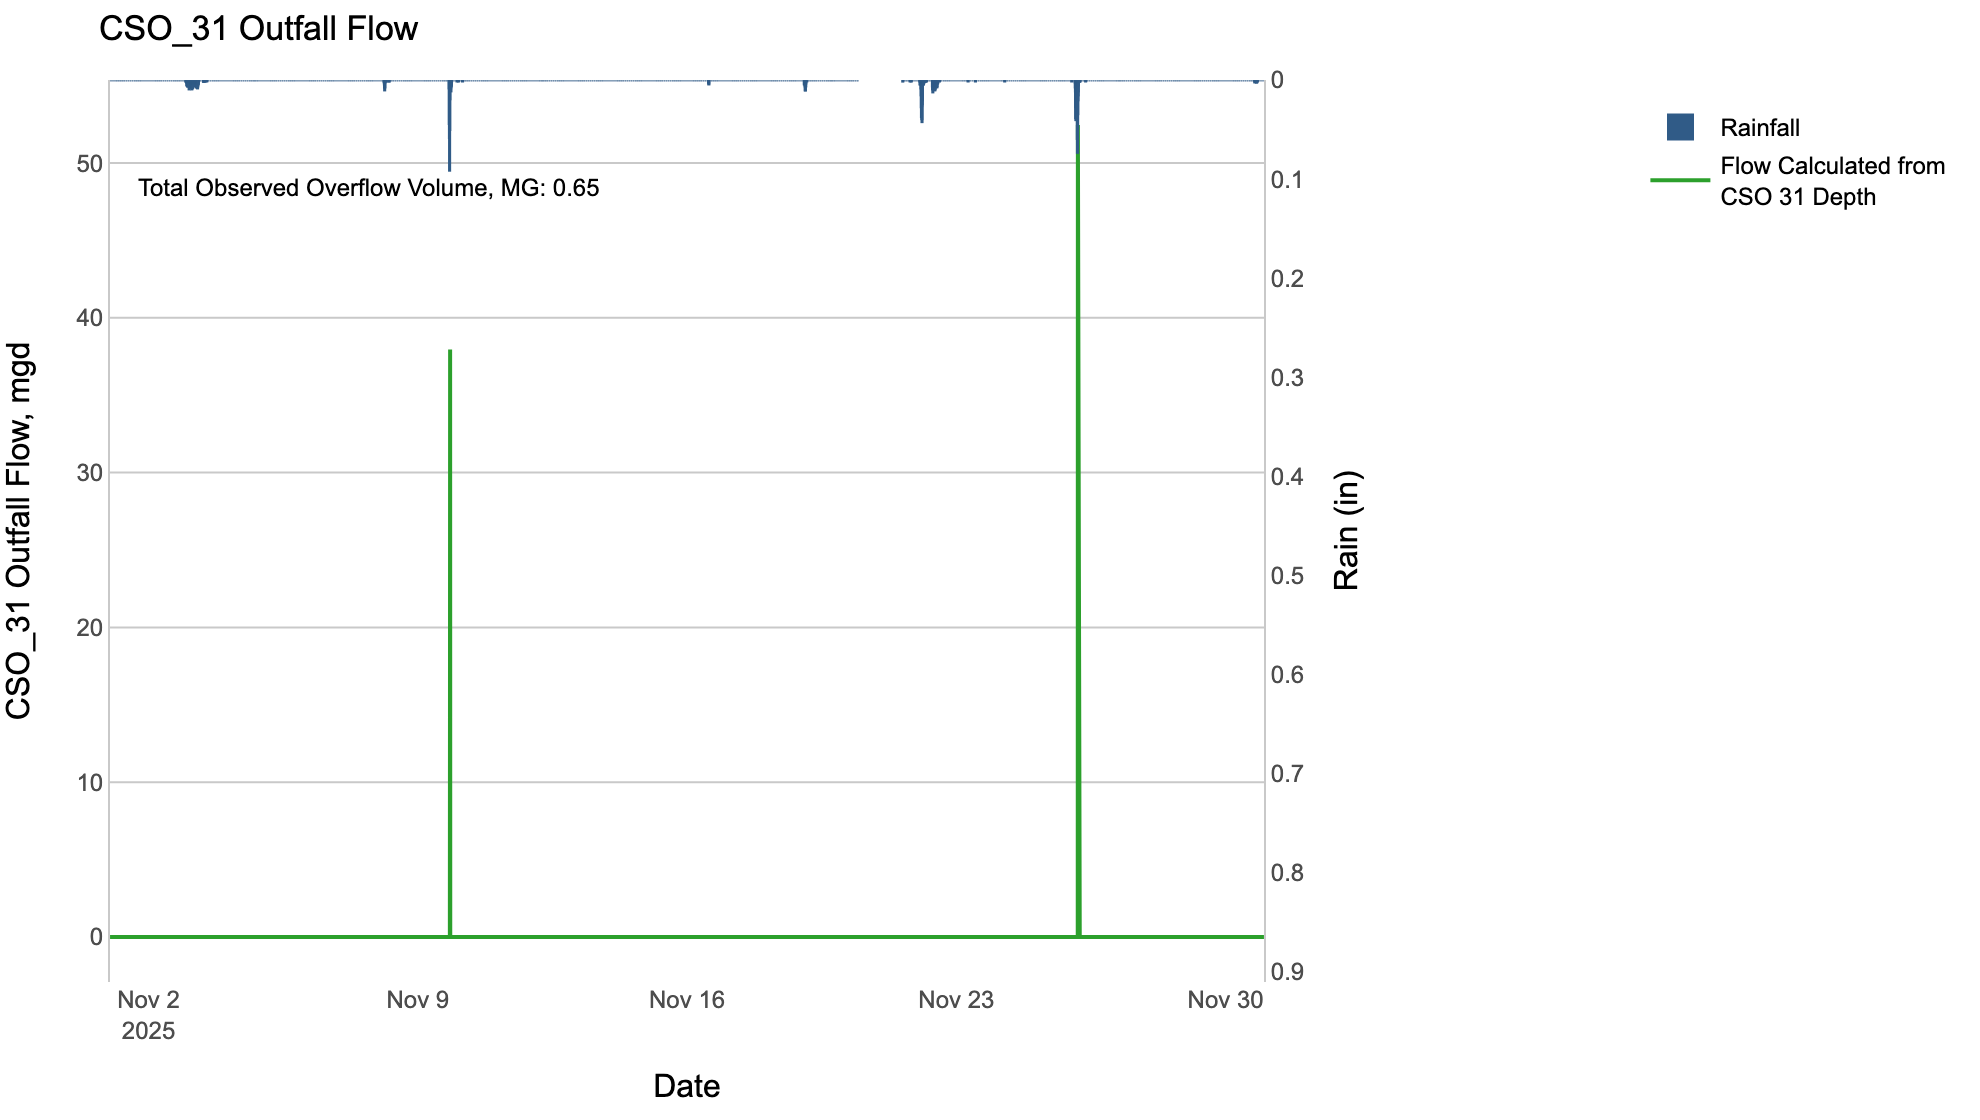 CSO_31 Outfall Flow
Total Observed Overflow Volume, MG: 0.65
CSO_31 Outfall Flow, mgd
50
40
30
20
10
0
0
0.1
0.2
0.3
0.4
0.5
0.6
0.7
0.8
0.9
Rain (in)
Nov 2
2025
Nov 9
Nov 16
Nov 23
Nov 30
Date
Rainfall
Flow Calculated from
CSO 31 Depth